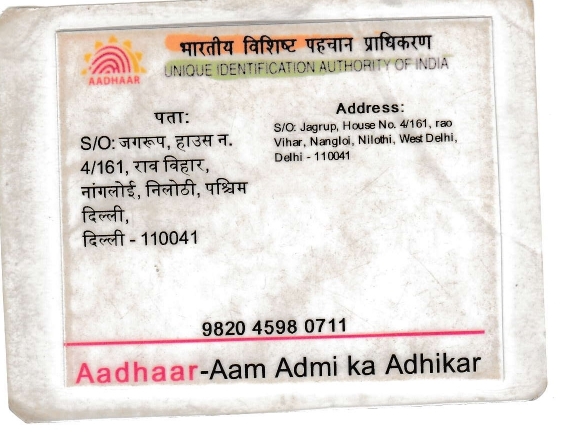 भारतीय विशिष्ट पहचान प्राधिकरण
UNIQUE IDENTIFICATION AUTHORITY OF INDIA
AADHAAR
पता:
S/O: जगरूप, हाउस न.
4/161, राव विहार,
नांगलोई, निलोठी, पश्चिम
दिल्ली,
दिल्ली - 110041
Address:
S/O: Jagrup, House No. 4/161, rao
Vihar, Nangloi, Nilothi, West Delhi,
Delhi - 110041
9820 4598 0711
Aadhaar-Aam Admi ka Adhikar